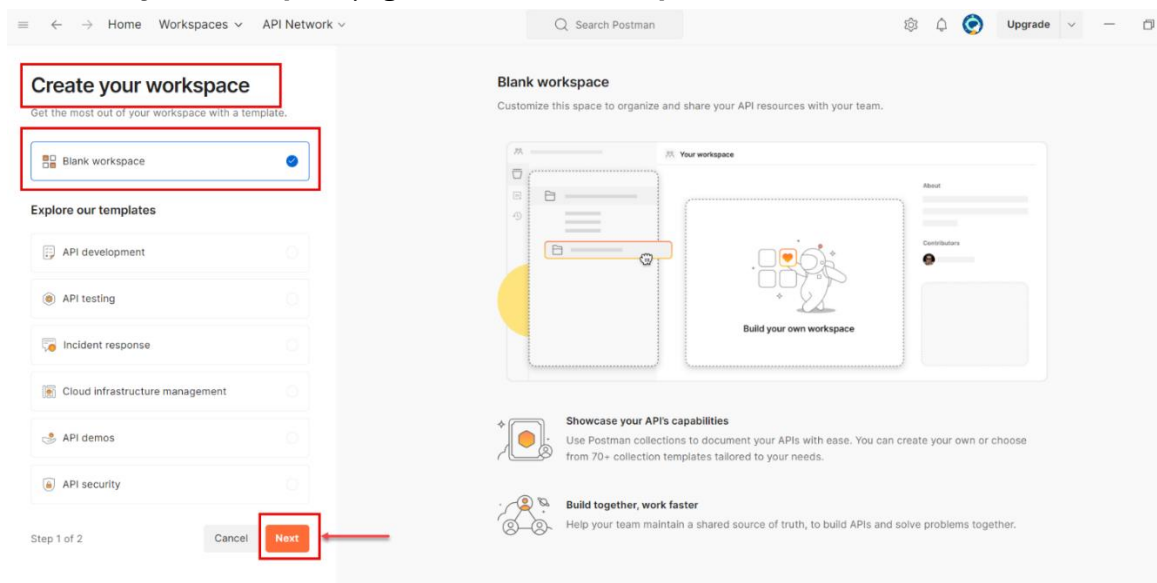 Home Workspaces API Network Search Postman Upgrade
Create your workspace
Get the most out of your workspace with a template.
Blank workspace
Explore our templates
API development
API testing
Incident response
Cloud infrastructure management
API demos
API security
Step 1 of 2 Cancel Next
Blank workspace
Customize this space to organize and share your API resources with your team.
Your workspace
About
Contributors
Build your own workspace
Showcase your API's capabilities
Use Postman collections to document your APIs with ease. You can create your own or choose
from 70+ collection templates tailored to your needs.
Build together, work faster
Help your team maintain a shared source of truth, to build APIs and solve problems together.